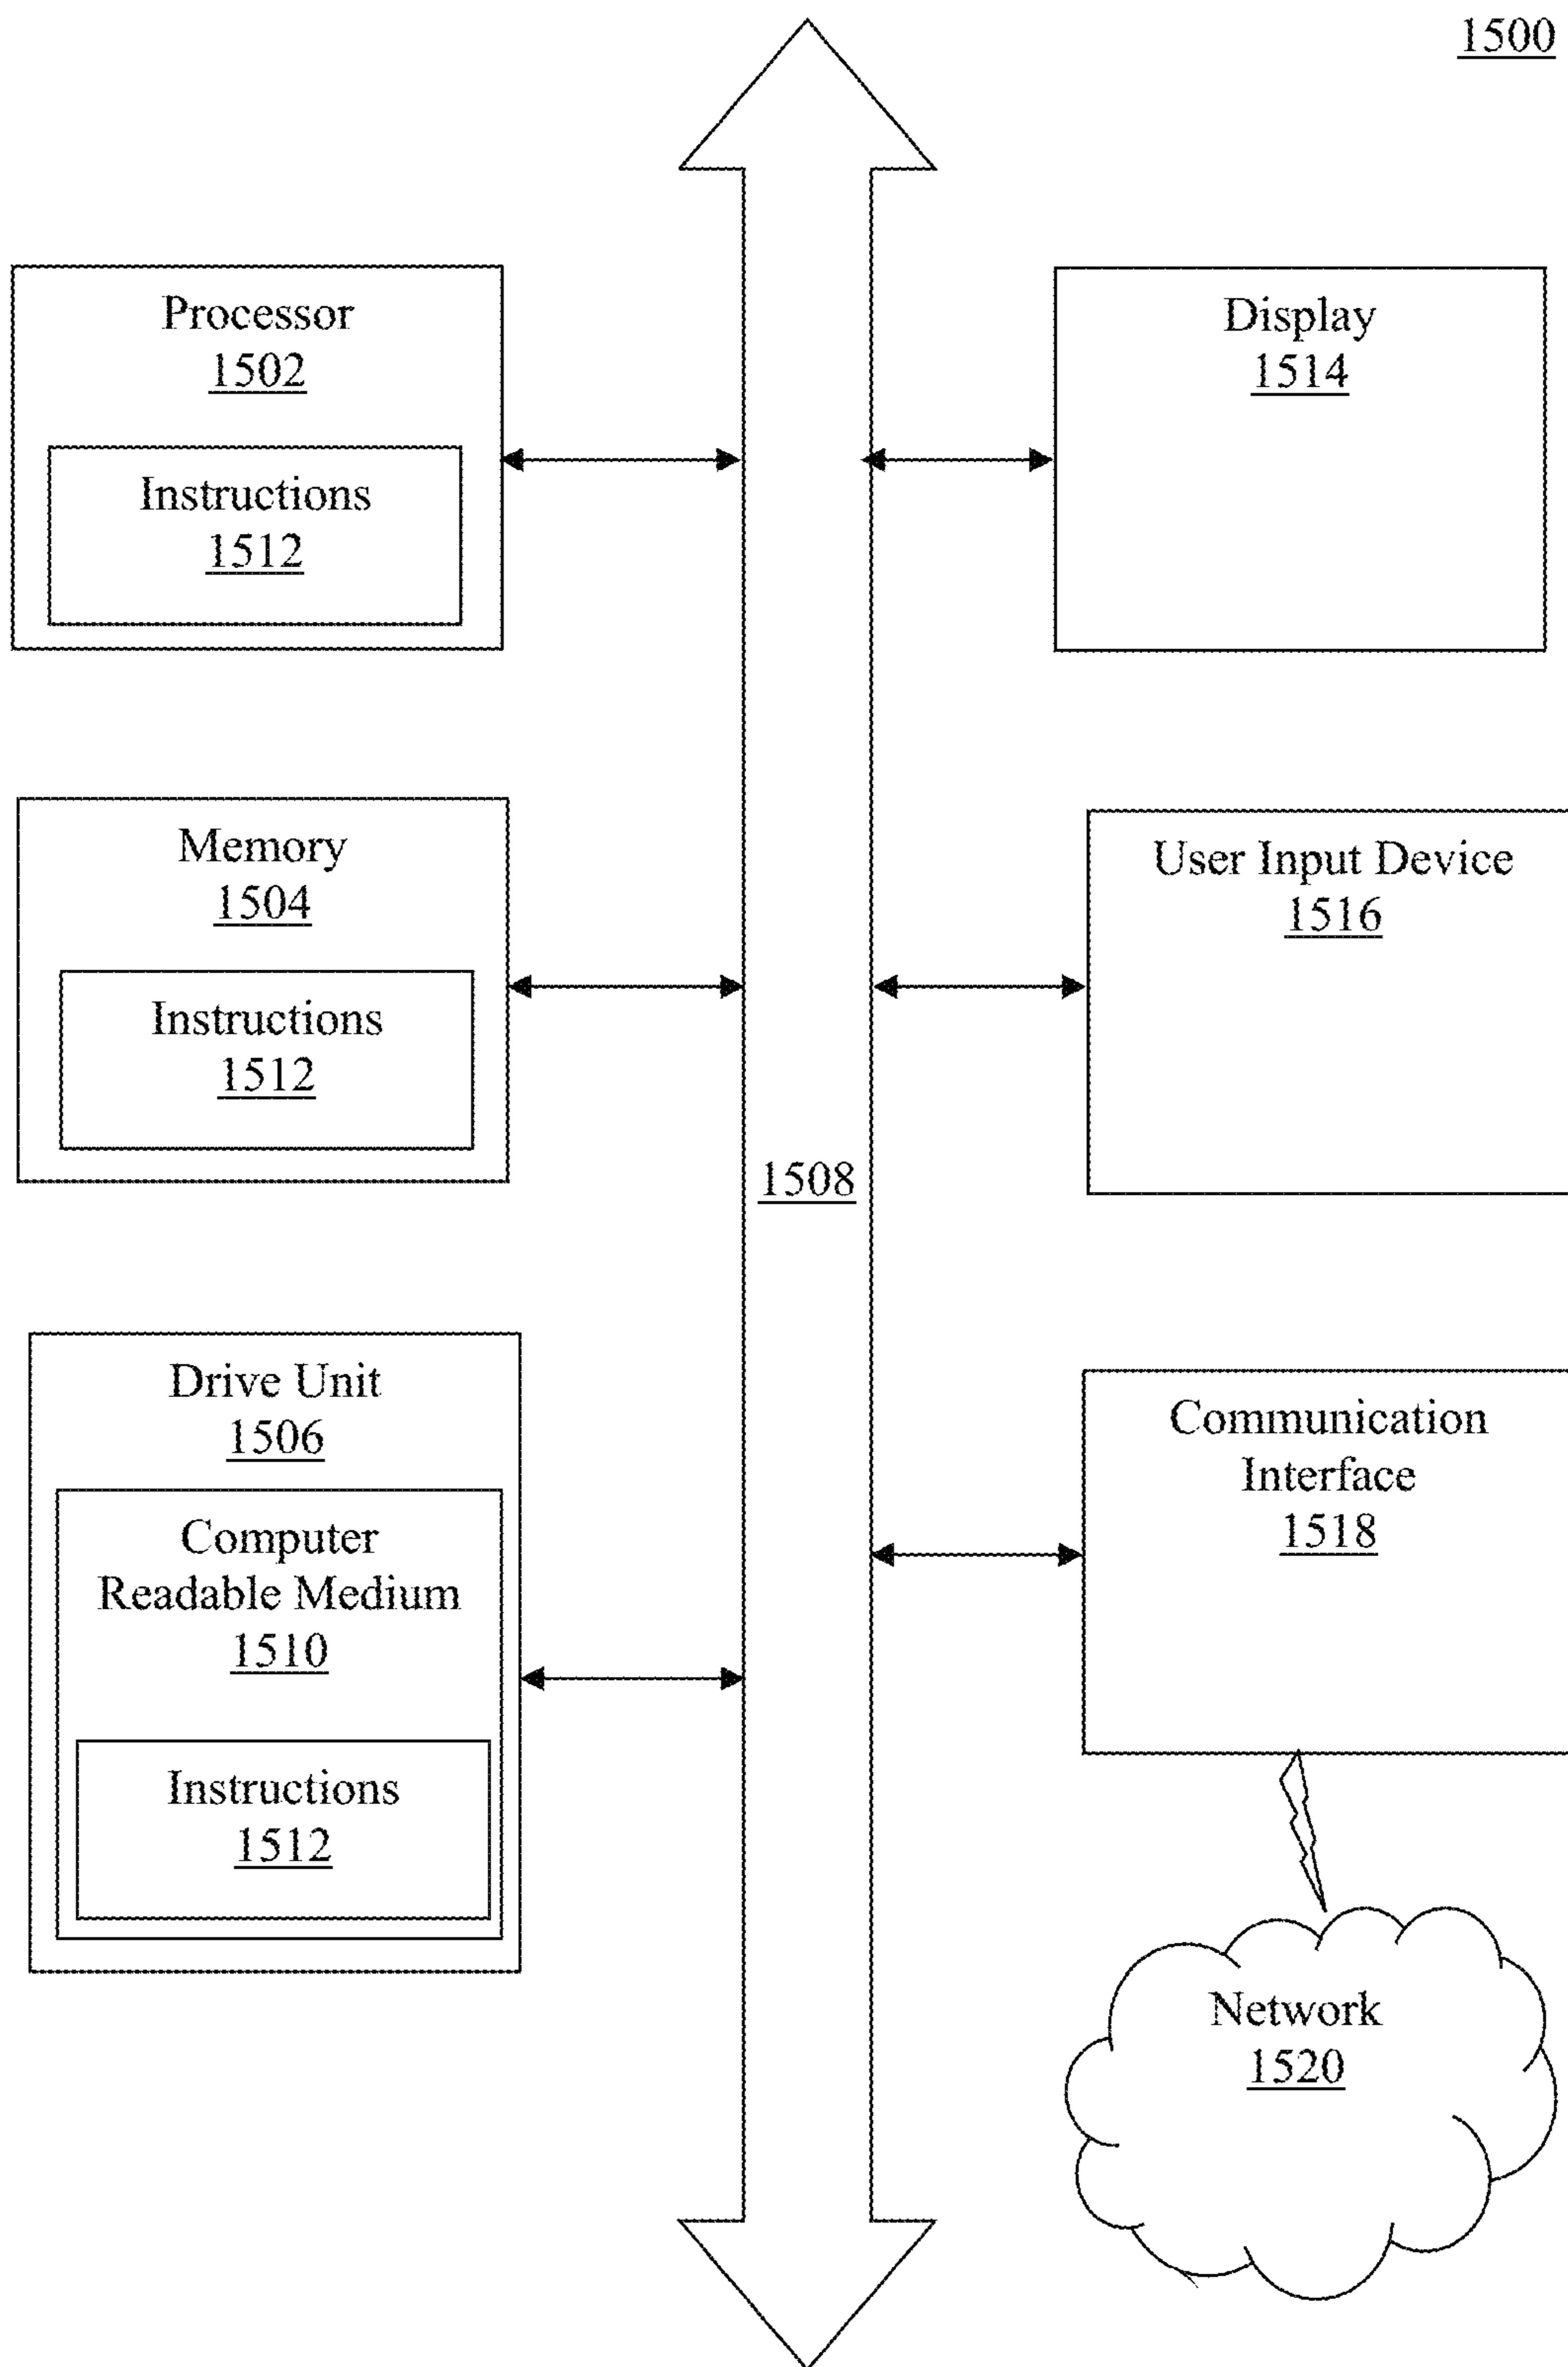 1500
Processor
1502
Instructions
1512
Display
1514
Memory
1504
Instructions
1512
User Input Device
1516
1508
Drive Unit
1506
Computer
Readable Medium
1510
Instructions
1512
Communication
Interface
1518
Network
1520